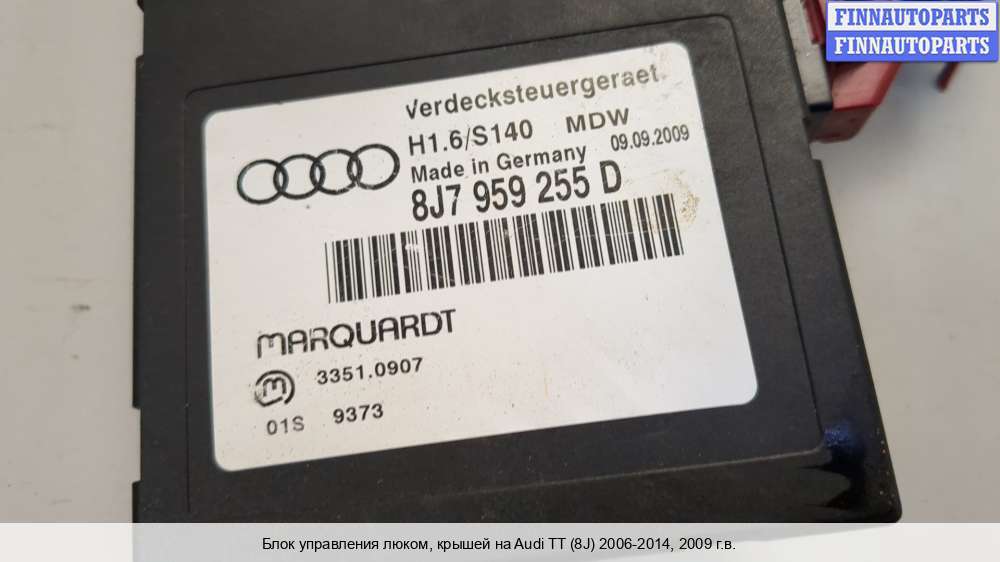 FINNAUTOPARTS
FINNAUTOPARTS
Verdecksteuergeraet
H1.6/S140 MDW
Made in Germany 09.09.2009
8J7 959 255 D
MARQUARDT
m 3351.0907
01S 9373
Блок управления люком, крышей на Audi TT (8J) 2006-2014, 2009 г.в.